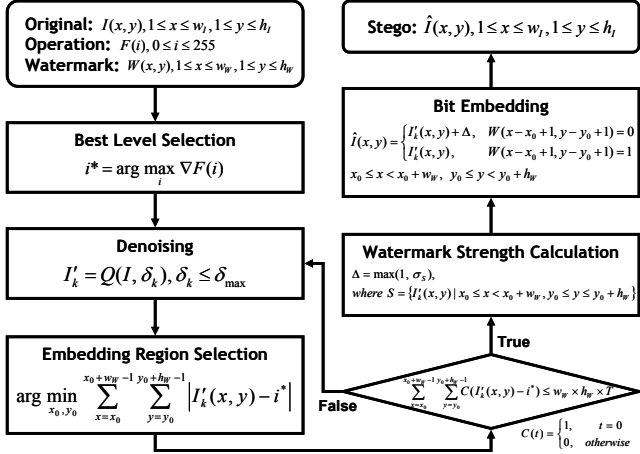 Original: I(x, y), 1 ≤ x ≤ w_I, 1 ≤ y ≤ h_I
Operation: F(i), 0 ≤ i ≤ 255
Watermark: W(x, y), 1 ≤ x ≤ w_W, 1 ≤ y ≤ h_W
Best Level Selection
i* = arg max_i ∇F(i)
Denoising
I'_k = Q(I, δ_k), δ_k ≤ δ_max
Embedding Region Selection
arg min_{x_0, y_0} ∑_{x=x_0}^{x_0+w_W−1} ∑_{y=y_0}^{y_0+h_W−1} |I'_k(x, y) − i*|
False
∑_{x=x_0}^{x_0+w_W−1} ∑_{y=y_0}^{y_0+h_W−1} C(I'_k(x, y) − i*) ≤ w_W × h_W × T
C(t) = { 1, t = 0
0, otherwise
True
Watermark Strength Calculation
Δ = max(1, σ_S),
where S = {I'_k(x, y) | x_0 ≤ x < x_0 + w_W, y_0 ≤ y ≤ y_0 + h_W}
Bit Embedding
Î(x, y) = { I'_k(x, y) + Δ, W(x − x_0 + 1, y − y_0 + 1) = 0
I'_k(x, y), W(x − x_0 + 1, y − y_0 + 1) = 1
x_0 ≤ x < x_0 + w_W, y_0 ≤ y < y_0 + h_W
Stego: Î(x, y), 1 ≤ x ≤ w_I, 1 ≤ y ≤ h_I